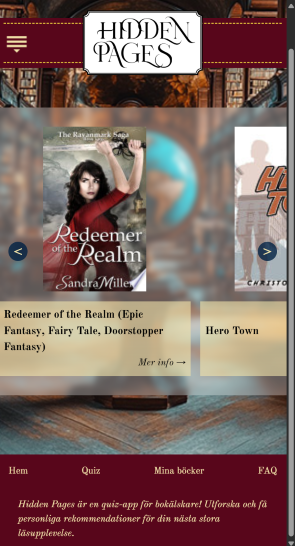 HIDDEN
PAGES
The Ravanmark Saga
Redeemer
of the Realm
Sandra Miller
<
>
Redeemer of the Realm (Epic
Fantasy, Fairy Tale, Doorstopper
Fantasy)
Mer info →
Hero Town
Hem Quiz Mina böcker FAQ
Hidden Pages är en quiz-app för bokälskare! Utforska och få
personliga rekommendationer för din nästa stora
läsupplevelse.